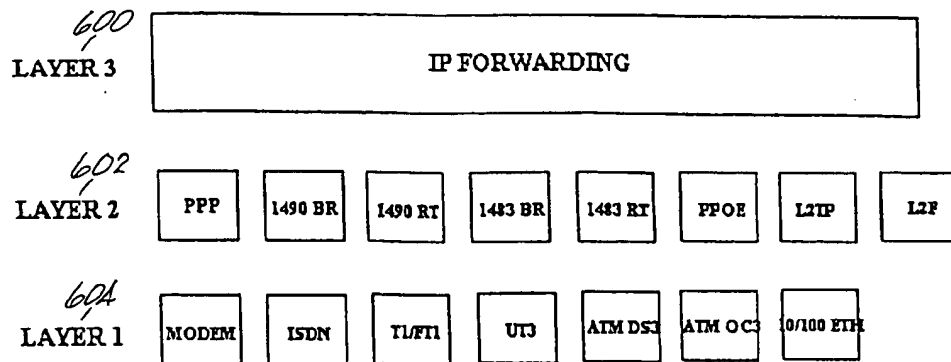 600
LAYER 3
IP FORWARDING
602
LAYER 2
PPP
1490 BR
1490 RT
1483 BR
1483 RT
PPOE
L2TP
L2F
604
LAYER 1
MODEM
ISDN
T1/FT1
UT3
ATM DS3
ATM OC3
10/100 ETH